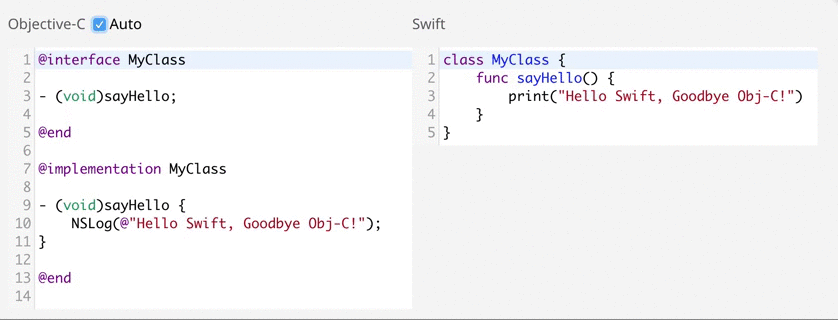 Objective-C Auto
1 @interface MyClass
2
3 - (void)sayHello;
4
5 @end
6
7 @implementation MyClass
8
9 - (void)sayHello {
10     NSLog(@"Hello Swift, Goodbye Obj-C!");
11 }
12
13 @end
14
Swift
1 class MyClass {
2     func sayHello() {
3         print("Hello Swift, Goodbye Obj-C!")
4     }
5 }